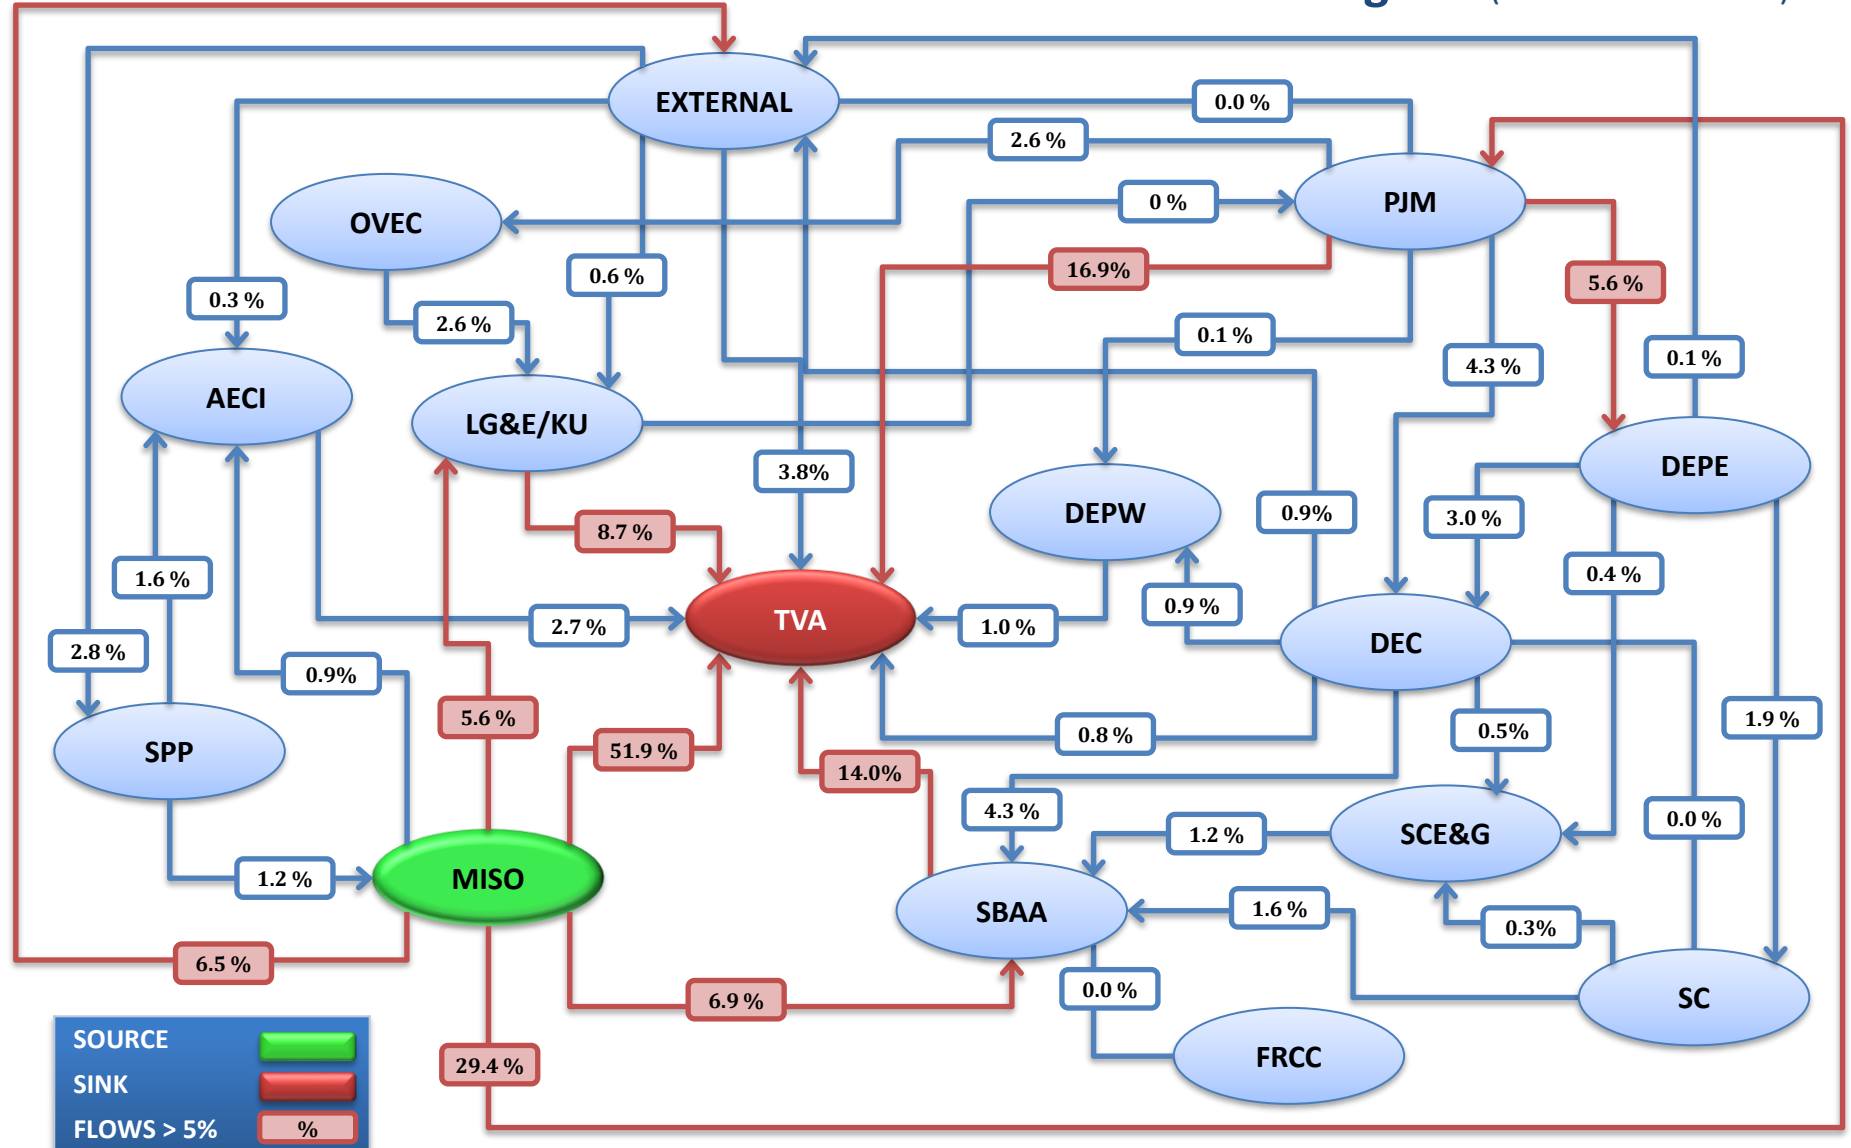 EXTERNAL
0.0 %
2.6 %
0 %
PJM
OVEC
16.9%
5.6 %
0.3 %
0.6 %
2.6 %
0.1 %
4.3 %
0.1 %
AECI
LG&E/KU
3.8%
DEPE
8.7 %
DEPW
0.9%
3.0 %
0.4 %
1.6 %
0.9 %
2.7 %
TVA
1.0 %
DEC
2.8 %
0.9%
5.6 %
51.9 %
0.8 %
0.5%
1.9 %
SPP
14.0%
4.3 %
1.2 %
SCE&G
0.0 %
1.2 %
MISO
SBAA
1.6 %
0.3%
6.5 %
6.9 %
0.0 %
SC
SOURCE
SINK
FLOWS > 5%
%
29.4 %
FRCC